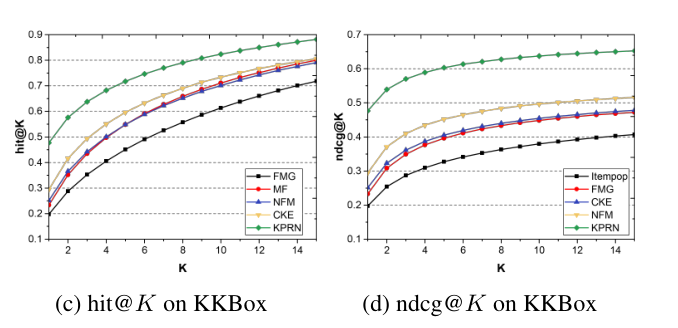 0.9
0.8
0.7
0.6
0.5
0.4
0.3
0.2
0.1
hit@K
2 4 6 8 10 12 14
K
FMG
MF
NFM
CKE
KPRN
(c) hit@K on KKBox
0.7
0.6
0.5
0.4
0.3
0.2
0.1
ndcg@K
2 4 6 8 10 12 14
K
Itempop
FMG
CKE
NFM
KPRN
(d) ndcg@K on KKBox